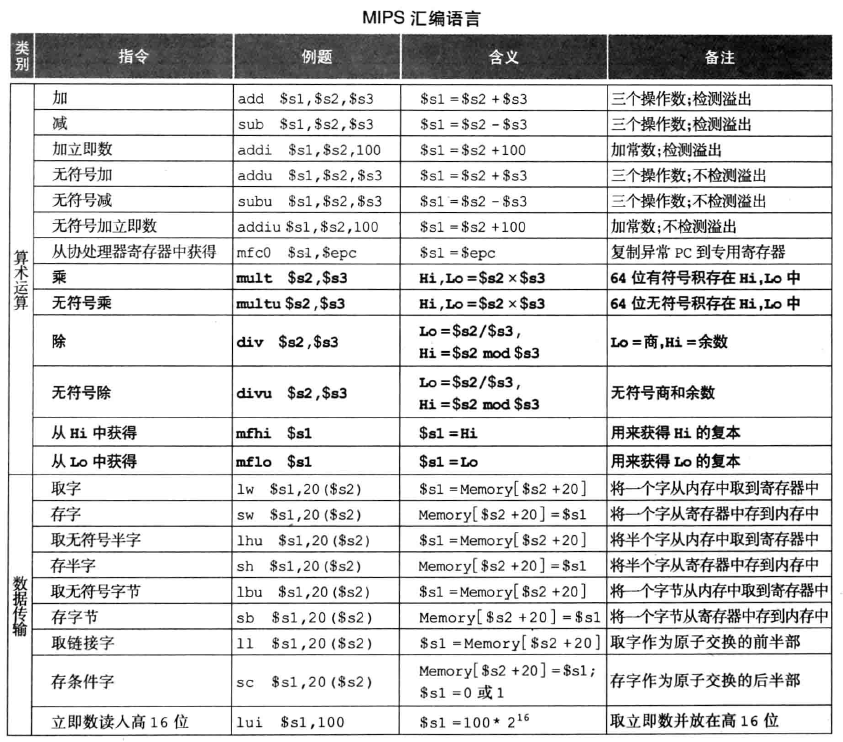 MIPS 汇编语言
类别 指令 例题 含义 备注
算术运算
加 add $s1,$s2,$s3 $s1=$s2+$s3 三个操作数;检测溢出
减 sub $s1,$s2,$s3 $s1=$s2-$s3 三个操作数;检测溢出
加立即数 addi $s1,$s2,100 $s1=$s2+100 加常数;检测溢出
无符号加 addu $s1,$s2,$s3 $s1=$s2+$s3 三个操作数;不检测溢出
无符号减 subu $s1,$s2,$s3 $s1=$s2-$s3 三个操作数;不检测溢出
无符号加立即数 addiu $s1,$s2,100 $s1=$s2+100 加常数;不检测溢出
从协处理器寄存器中获得 mfc0 $s1,$epc $s1=$epc 复制异常 PC 到专用寄存器
乘 mult $s2,$s3 Hi,Lo=$s2×$s3 64 位有符号积存在 Hi,Lo 中
无符号乘 multu $s2,$s3 Hi,Lo=$s2×$s3 64 位无符号积存在 Hi,Lo 中
除 div $s2,$s3 Lo=$s2/$s3, Lo=商,Hi=余数
Hi=$s2 mod $s3
无符号除 divu $s2,$s3 Lo=$s2/$s3, 无符号商和余数
Hi=$s2 mod $s3
从 Hi 中获得 mfhi $s1 $s1=Hi 用来获得 Hi 的复本
从 Lo 中获得 mflo $s1 $s1=Lo 用来获得 Lo 的复本
数据传输
取字 lw $s1,20($s2) $s1=Memory[$s2+20] 将一个字从内存中取到寄存器中
存字 sw $s1,20($s2) Memory[$s2+20]=$s1 将一个字从寄存器中存到内存中
取无符号半字 lhu $s1,20($s2) $s1=Memory[$s2+20] 将半个字从内存中取到寄存器中
存半字 sh $s1,20($s2) Memory[$s2+20]=$s1 将半个字从寄存器中存到内存中
取无符号字节 lbu $s1,20($s2) $s1=Memory[$s2+20] 将一个字节从内存中取到寄存器中
存字节 sb $s1,20($s2) Memory[$s2+20]=$s1 将一个字节从寄存器中存到内存中
取链接字 ll $s1,20($s2) $s1=Memory[$s2+20] 取字作为原子交换的前半部
存条件字 sc $s1,20($s2) Memory[$s2+20]=$s1; 存字作为原子交换的后半部
$s1=0 或 1
立即数读入高 16 位 lui $s1,100 $s1=100* 2¹⁶ 取立即数并放在高 16 位